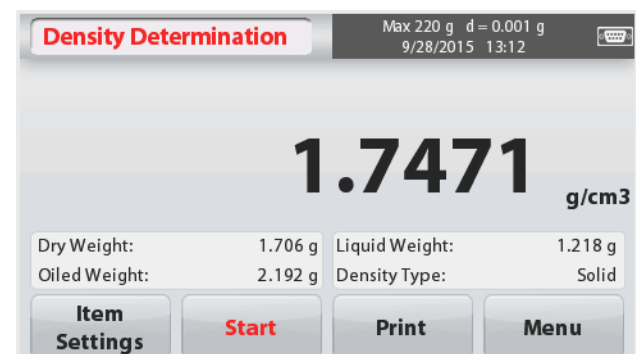 Density Determination
Max 220 g d = 0.001 g
9/28/2015 13:12
1.7471 g/cm3
Dry Weight: 1.706 g Liquid Weight: 1.218 g
Oiled Weight: 2.192 g Density Type: Solid
Item Settings
Start
Print
Menu